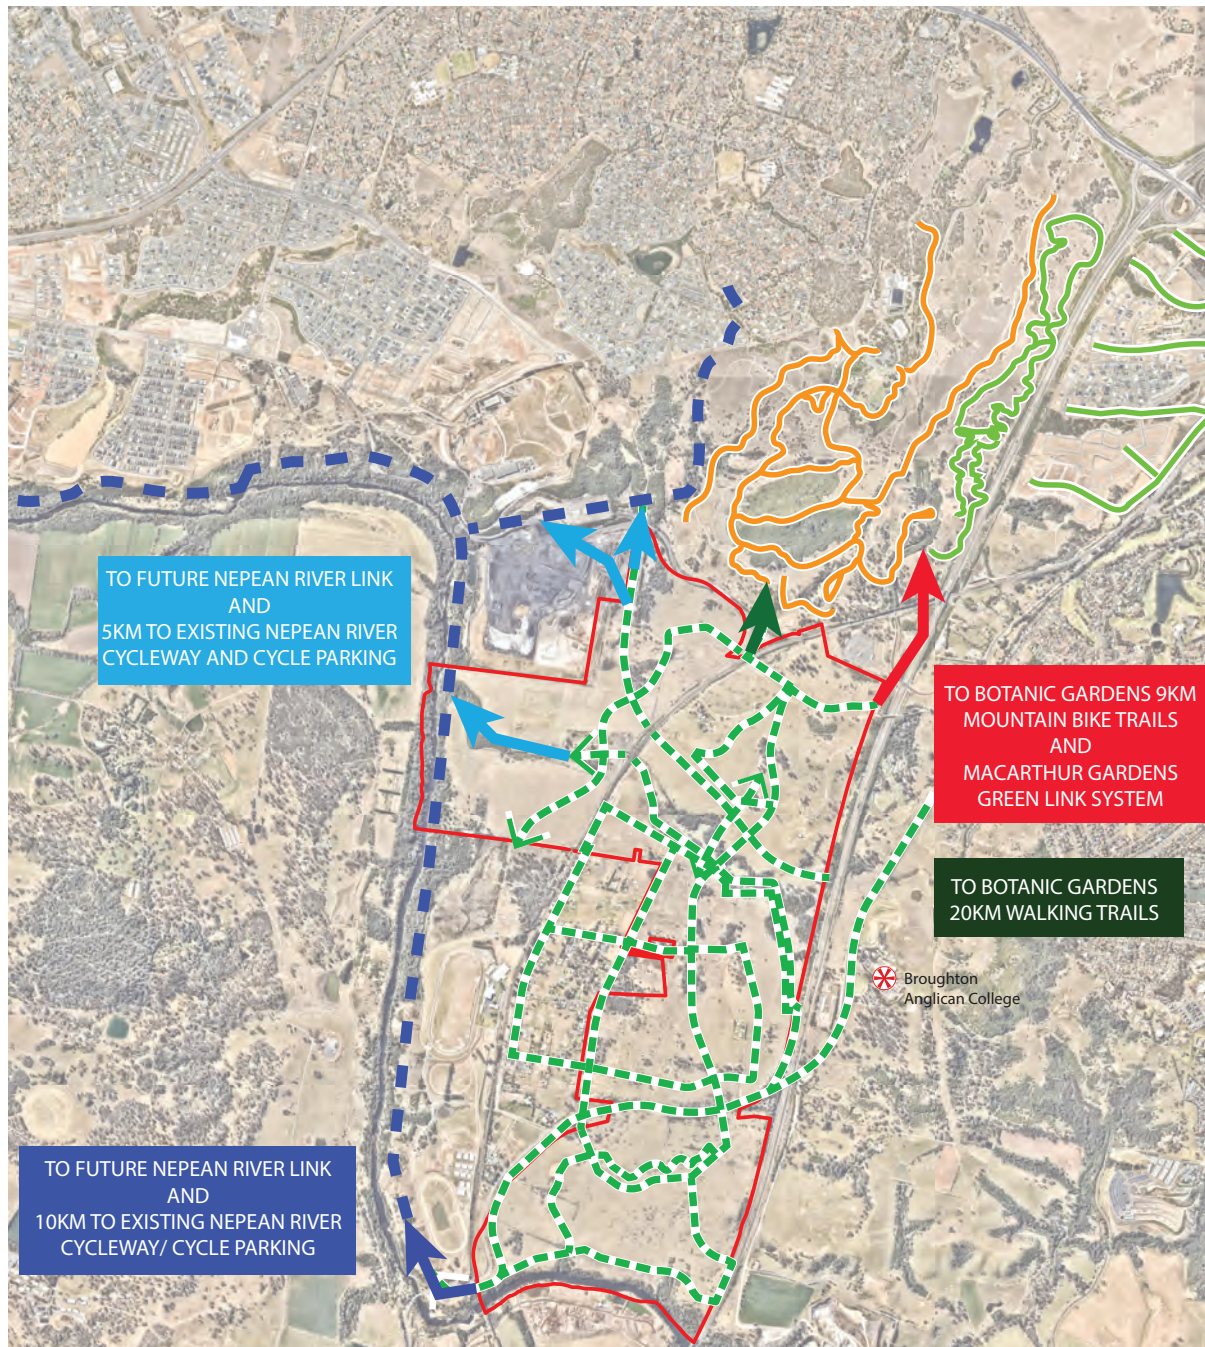 TO FUTURE NEPEAN RIVER LINK
AND
5KM TO EXISTING NEPEAN RIVER
CYCLEWAY AND CYCLE PARKING
TO BOTANIC GARDENS 9KM
MOUNTAIN BIKE TRAILS
AND
MACARTHUR GARDENS
GREEN LINK SYSTEM
TO BOTANIC GARDENS
20KM WALKING TRAILS
Broughton
Anglican College
TO FUTURE NEPEAN RIVER LINK
AND
10KM TO EXISTING NEPEAN RIVER
CYCLEWAY/ CYCLE PARKING